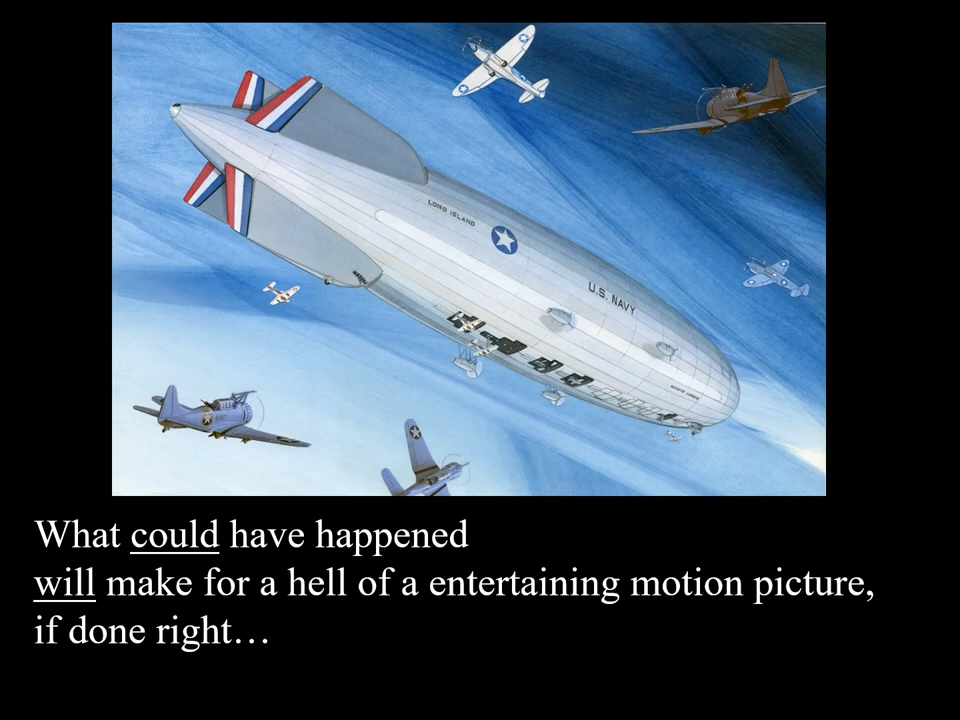 LONG ISLAND
U.S. NAVY
What could have happened
will make for a hell of a entertaining motion picture,
if done right…